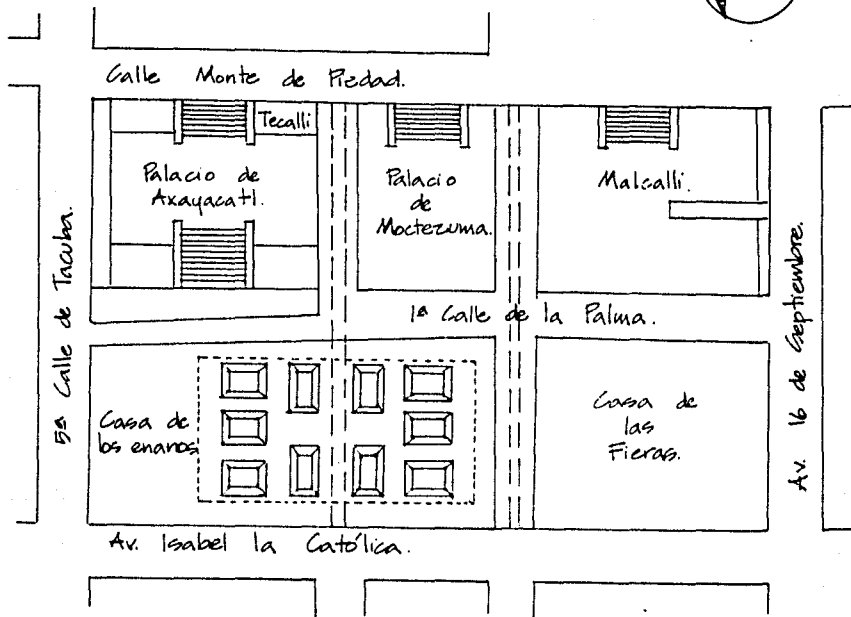 Calle Monte de Piedad.
Tecalli
Palacio de
Axayacatl.
Palacio
de
Moctezuma.
Malcalli.
5ª Calle de Tacuba.
1ª Calle de la Palma.
Av. 16 de Septiembre.
Casa de
los enanos
Casa de
las
Fieras.
Av. Isabel la Católica.